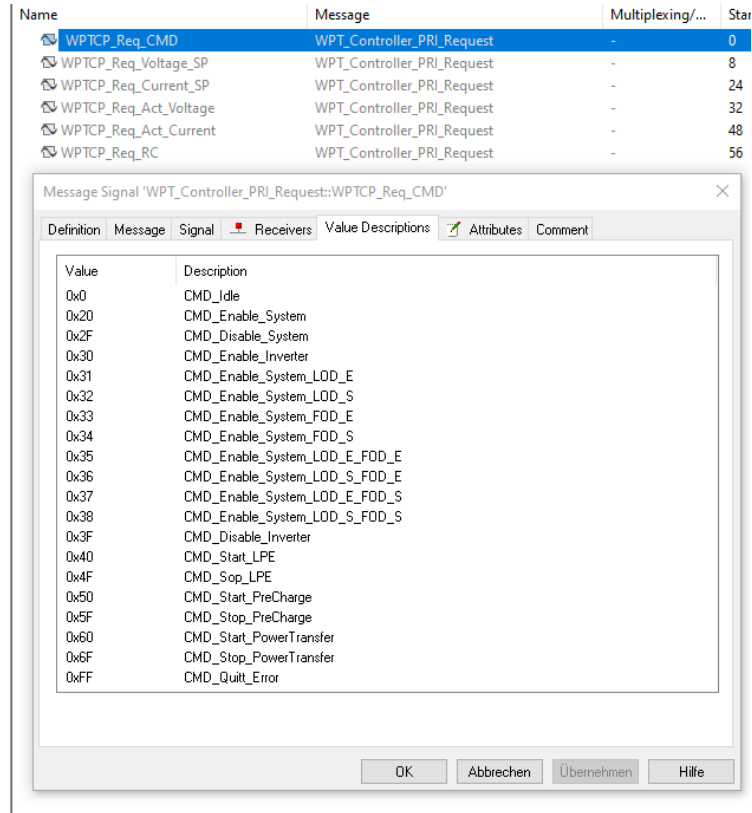 Name Message Multiplexing/... Star
WPTCP_Req_CMD WPT_Controller_PRI_Request - 0
WPTCP_Req_Voltage_SP WPT_Controller_PRI_Request - 8
WPTCP_Req_Current_SP WPT_Controller_PRI_Request - 24
WPTCP_Req_Act_Voltage WPT_Controller_PRI_Request - 32
WPTCP_Req_Act_Current WPT_Controller_PRI_Request - 48
WPTCP_Req_RC WPT_Controller_PRI_Request - 56
Message Signal 'WPT_Controller_PRI_Request::WPTCP_Req_CMD'
Definition Message Signal Receivers Value Descriptions Attributes Comment
Value Description
0x0 CMD_Idle
0x20 CMD_Enable_System
0x2F CMD_Disable_System
0x30 CMD_Enable_Inverter
0x31 CMD_Enable_System_LOD_E
0x32 CMD_Enable_System_LOD_S
0x33 CMD_Enable_System_FOD_E
0x34 CMD_Enable_System_FOD_S
0x35 CMD_Enable_System_LOD_E_FOD_E
0x36 CMD_Enable_System_LOD_S_FOD_E
0x37 CMD_Enable_System_LOD_E_FOD_S
0x38 CMD_Enable_System_LOD_S_FOD_S
0x3F CMD_Disable_Inverter
0x40 CMD_Start_LPE
0x4F CMD_Sop_LPE
0x50 CMD_Start_PreCharge
0x5F CMD_Stop_PreCharge
0x60 CMD_Start_PowerTransfer
0x6F CMD_Stop_PowerTransfer
0xFF CMD_Quitt_Error
OK Abbrechen Übernehmen Hilfe